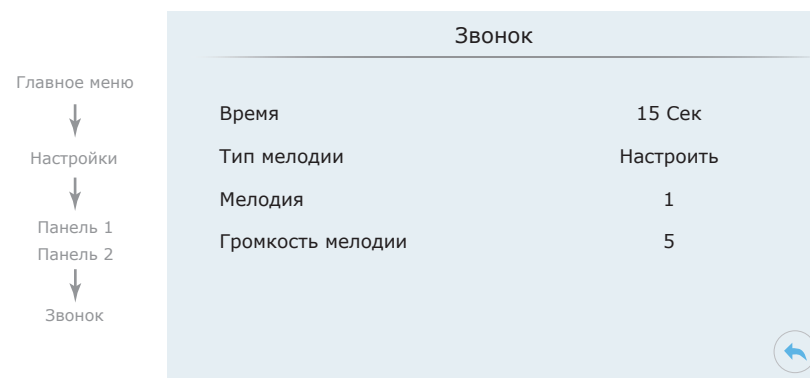 Звонок
Главное меню
Настройки
Панель 1
Панель 2
Звонок
Время 15 Сек
Тип мелодии Настроить
Мелодия 1
Громкость мелодии 5